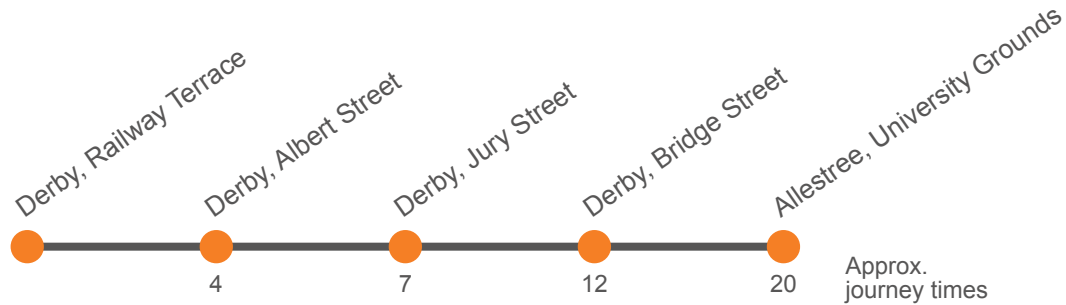 Derby, Railway Terrace
Derby, Albert Street
Derby, Jury Street
Derby, Bridge Street
Allestree, University Grounds
4
7
12
20
Approx.
journey times